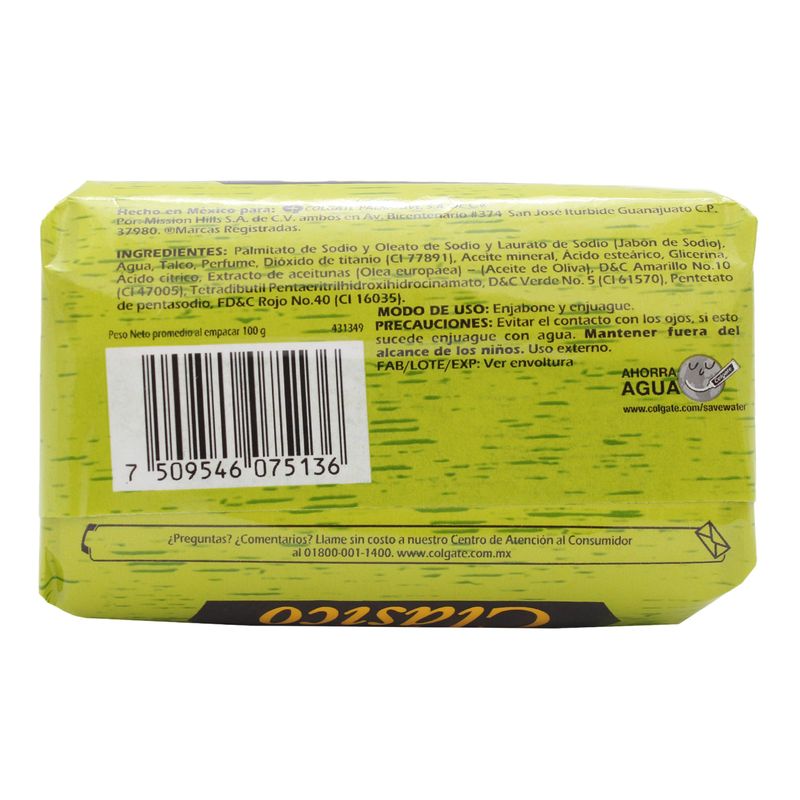 Hecho en México para: COLGATE PALMOLIVE, S.A. de C.V.
Por: Mission Hills S.A. de C.V. ambos en Av. Bicentenario #374 San José Iturbide Guanajuato C.P.
37980. ®Marcas Registradas.
INGREDIENTES: Palmitato de Sodio y Oleato de Sodio y Laurato de Sodio (Jabón de Sodio),
Agua, Talco, Perfume, Dióxido de titanio (CI 77891), Aceite mineral, Ácido esteárico, Glicerina,
Ácido cítrico, Extracto de aceitunas (Olea europaea) – (Aceite de Oliva), D&C Amarillo No.10
(CI 47005), Tetradibutil Pentaeritrilhidroxihidrocinamato, D&C Verde No. 5 (CI 61570), Pentetato
de pentasodio, FD&C Rojo No.40 (CI 16035).
Peso Neto promedio al empacar 100 g 431349
MODO DE USO: Enjabone y enjuague.
PRECAUCIONES: Evitar el contacto con los ojos, si esto
sucede enjuague con agua. Mantener fuera del
alcance de los niños. Uso externo.
FAB/LOTE/EXP: Ver envoltura
AHORRA
AGUA
Colgate
www.colgate.com/savewater
7 509546 075136
¿Preguntas? ¿Comentarios? Llame sin costo a nuestro Centro de Atención al Consumidor
al 01800-001-1400. www.colgate.com.mx
Clásico